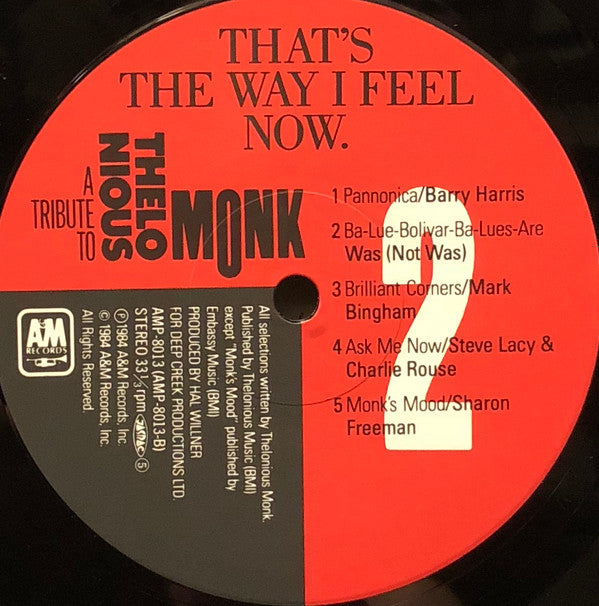 THAT'S
THE WAY I FEEL
NOW.
A
TRIBUTE
TO
THELO
NIOUS
MONK
2
1 Pannonica/Barry Harris
2 Ba-Lue-Bolivar-Ba-Lues-Are
Was (Not Was)
3 Brilliant Corners/Mark
Bingham
4 Ask Me Now/Steve Lacy &
Charlie Rouse
5 Monk's Mood/Sharon
Freeman
A&M
RECORDS
All selections written by Thelonious Monk.
Published by Thelonious Music (BMI)
except "Monk's Mood" published by
Embassy Music (BMI)
PRODUCED BY HAL WILLNER
FOR DEEP CREEK PRODUCTIONS LTD.
AMP-8013 (AMP-8013-B)
STEREO 33 1/3 rpm ⑤
℗ 1984 A&M Records, Inc.
© 1984 A&M Records, Inc.
All Rights Reserved.